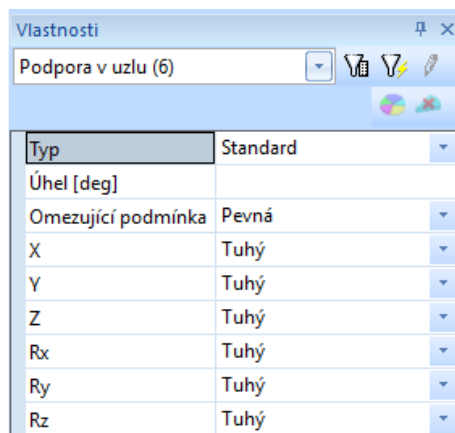 Vlastnosti
Podpora v uzlu (6)
Typ Standard
Úhel [deg]
Omezující podmínka Pevná
X Tuhý
Y Tuhý
Z Tuhý
Rx Tuhý
Ry Tuhý
Rz Tuhý